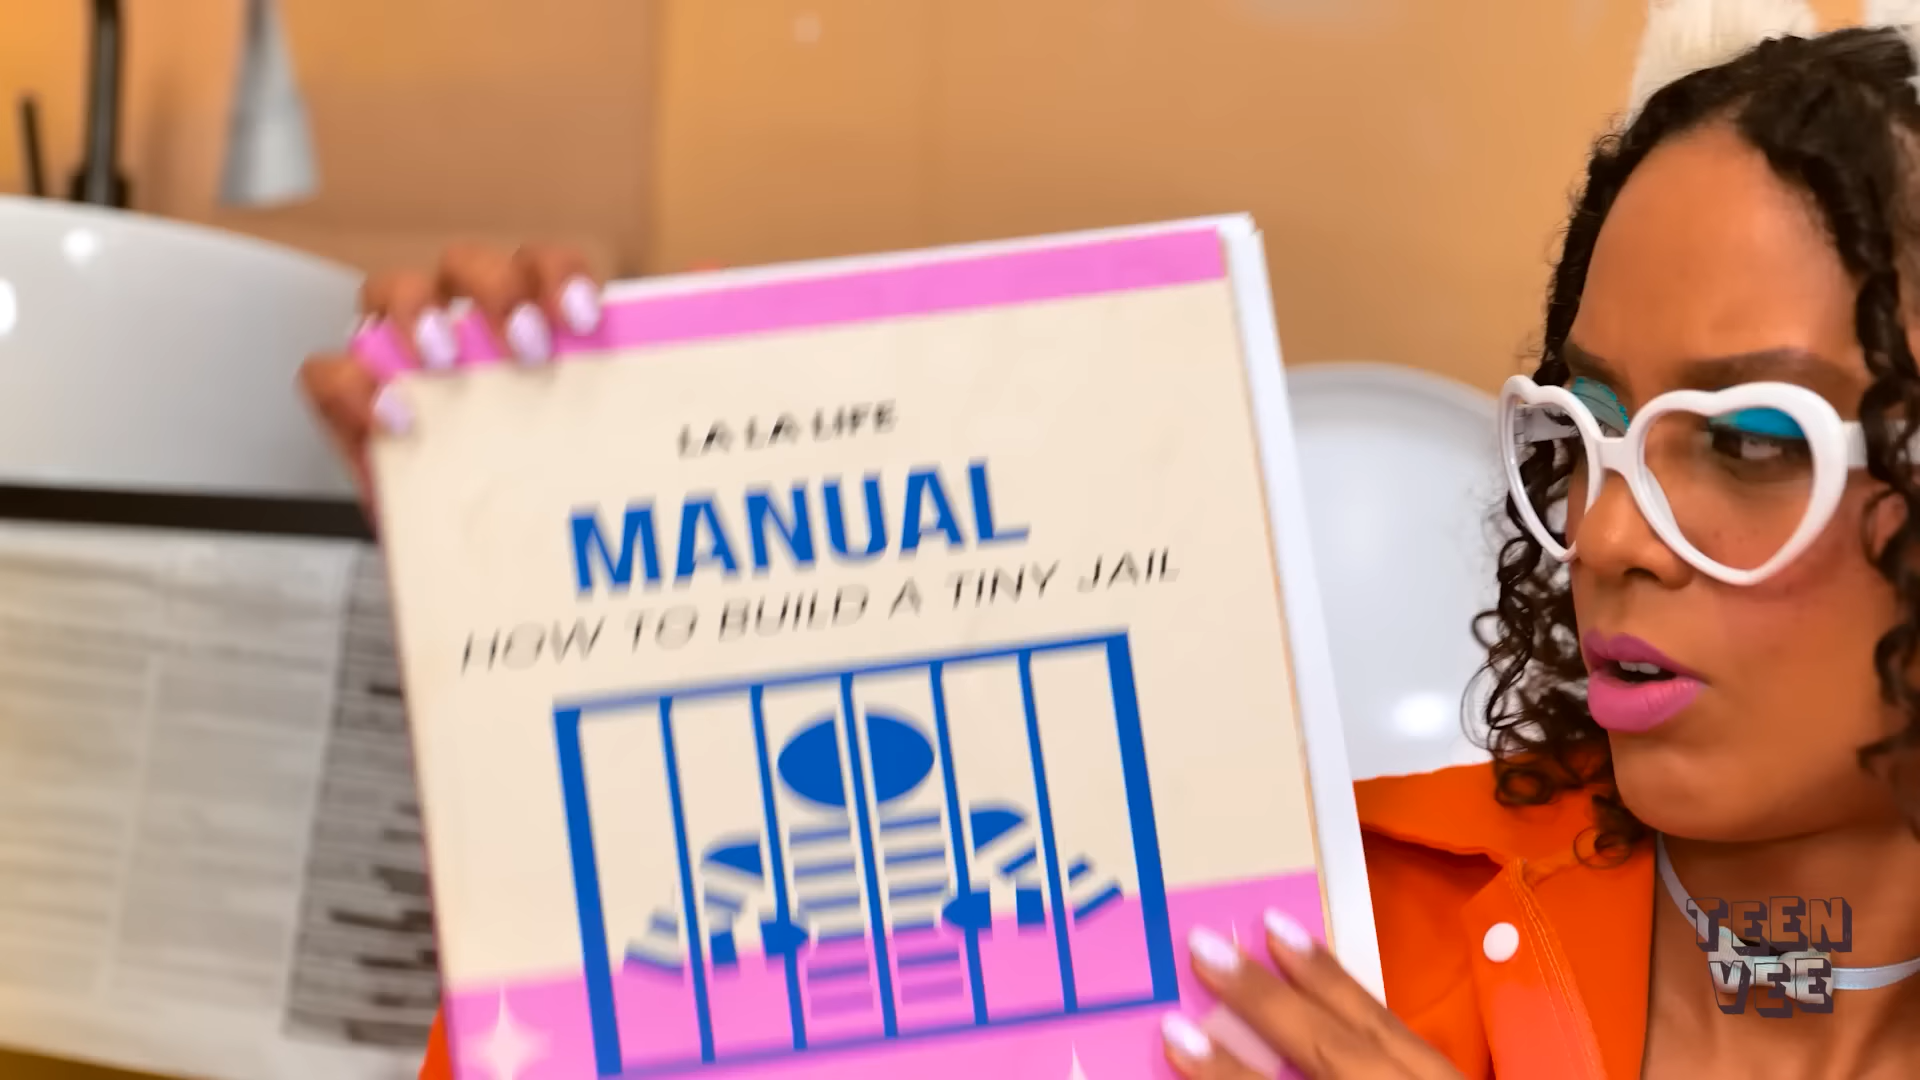 LA LA LIFE
MANUAL
HOW TO BUILD A TINY JAIL
TEEN
VEE